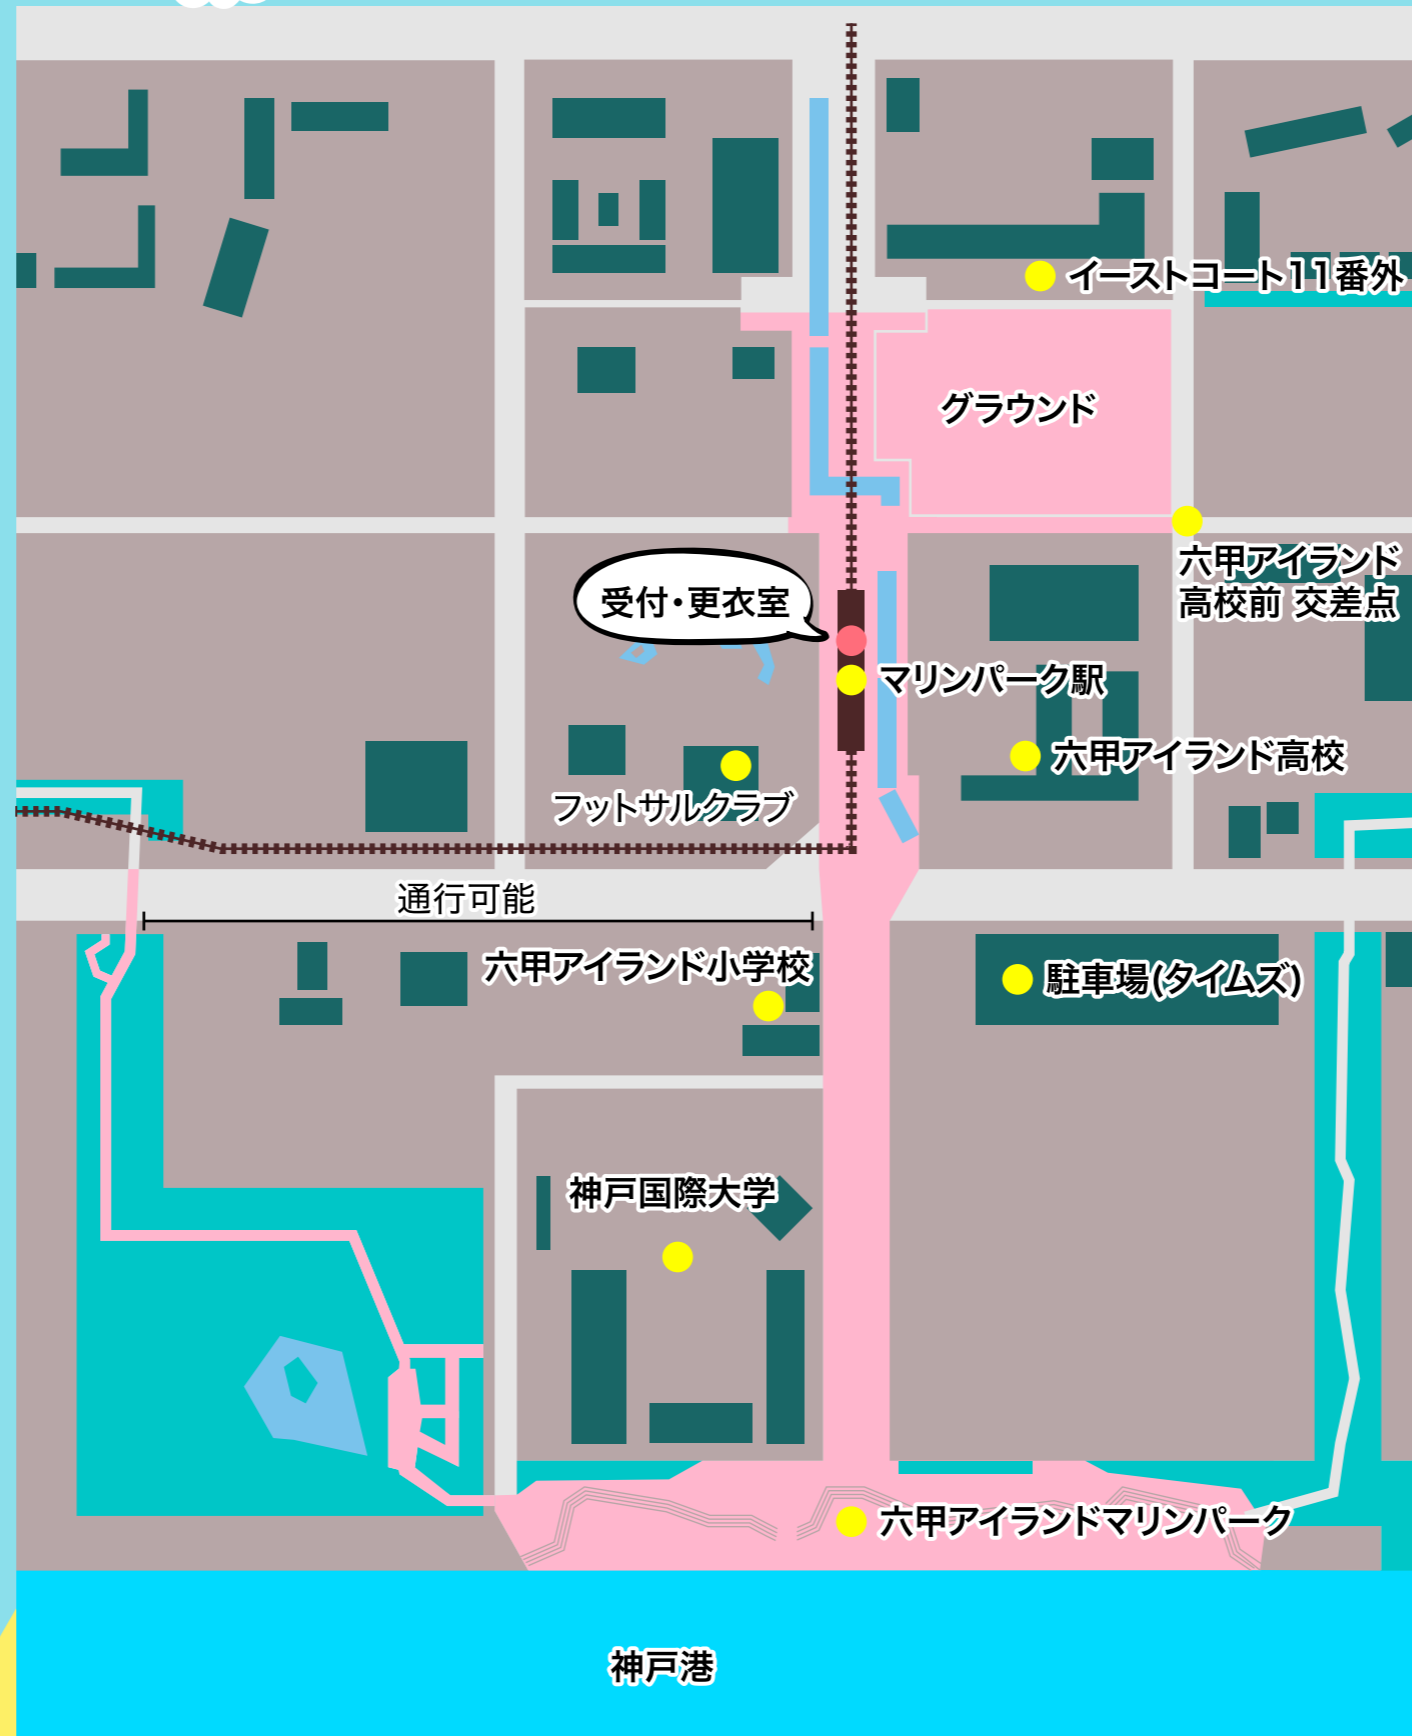 イーストコート11番外
グラウンド
六甲アイランド
高校前 交差点
受付・更衣室
マリンパーク駅
六甲アイランド高校
フットサルクラブ
通行可能
六甲アイランド小学校
駐車場(タイムズ)
神戸国際大学
六甲アイランドマリンパーク
神戸港